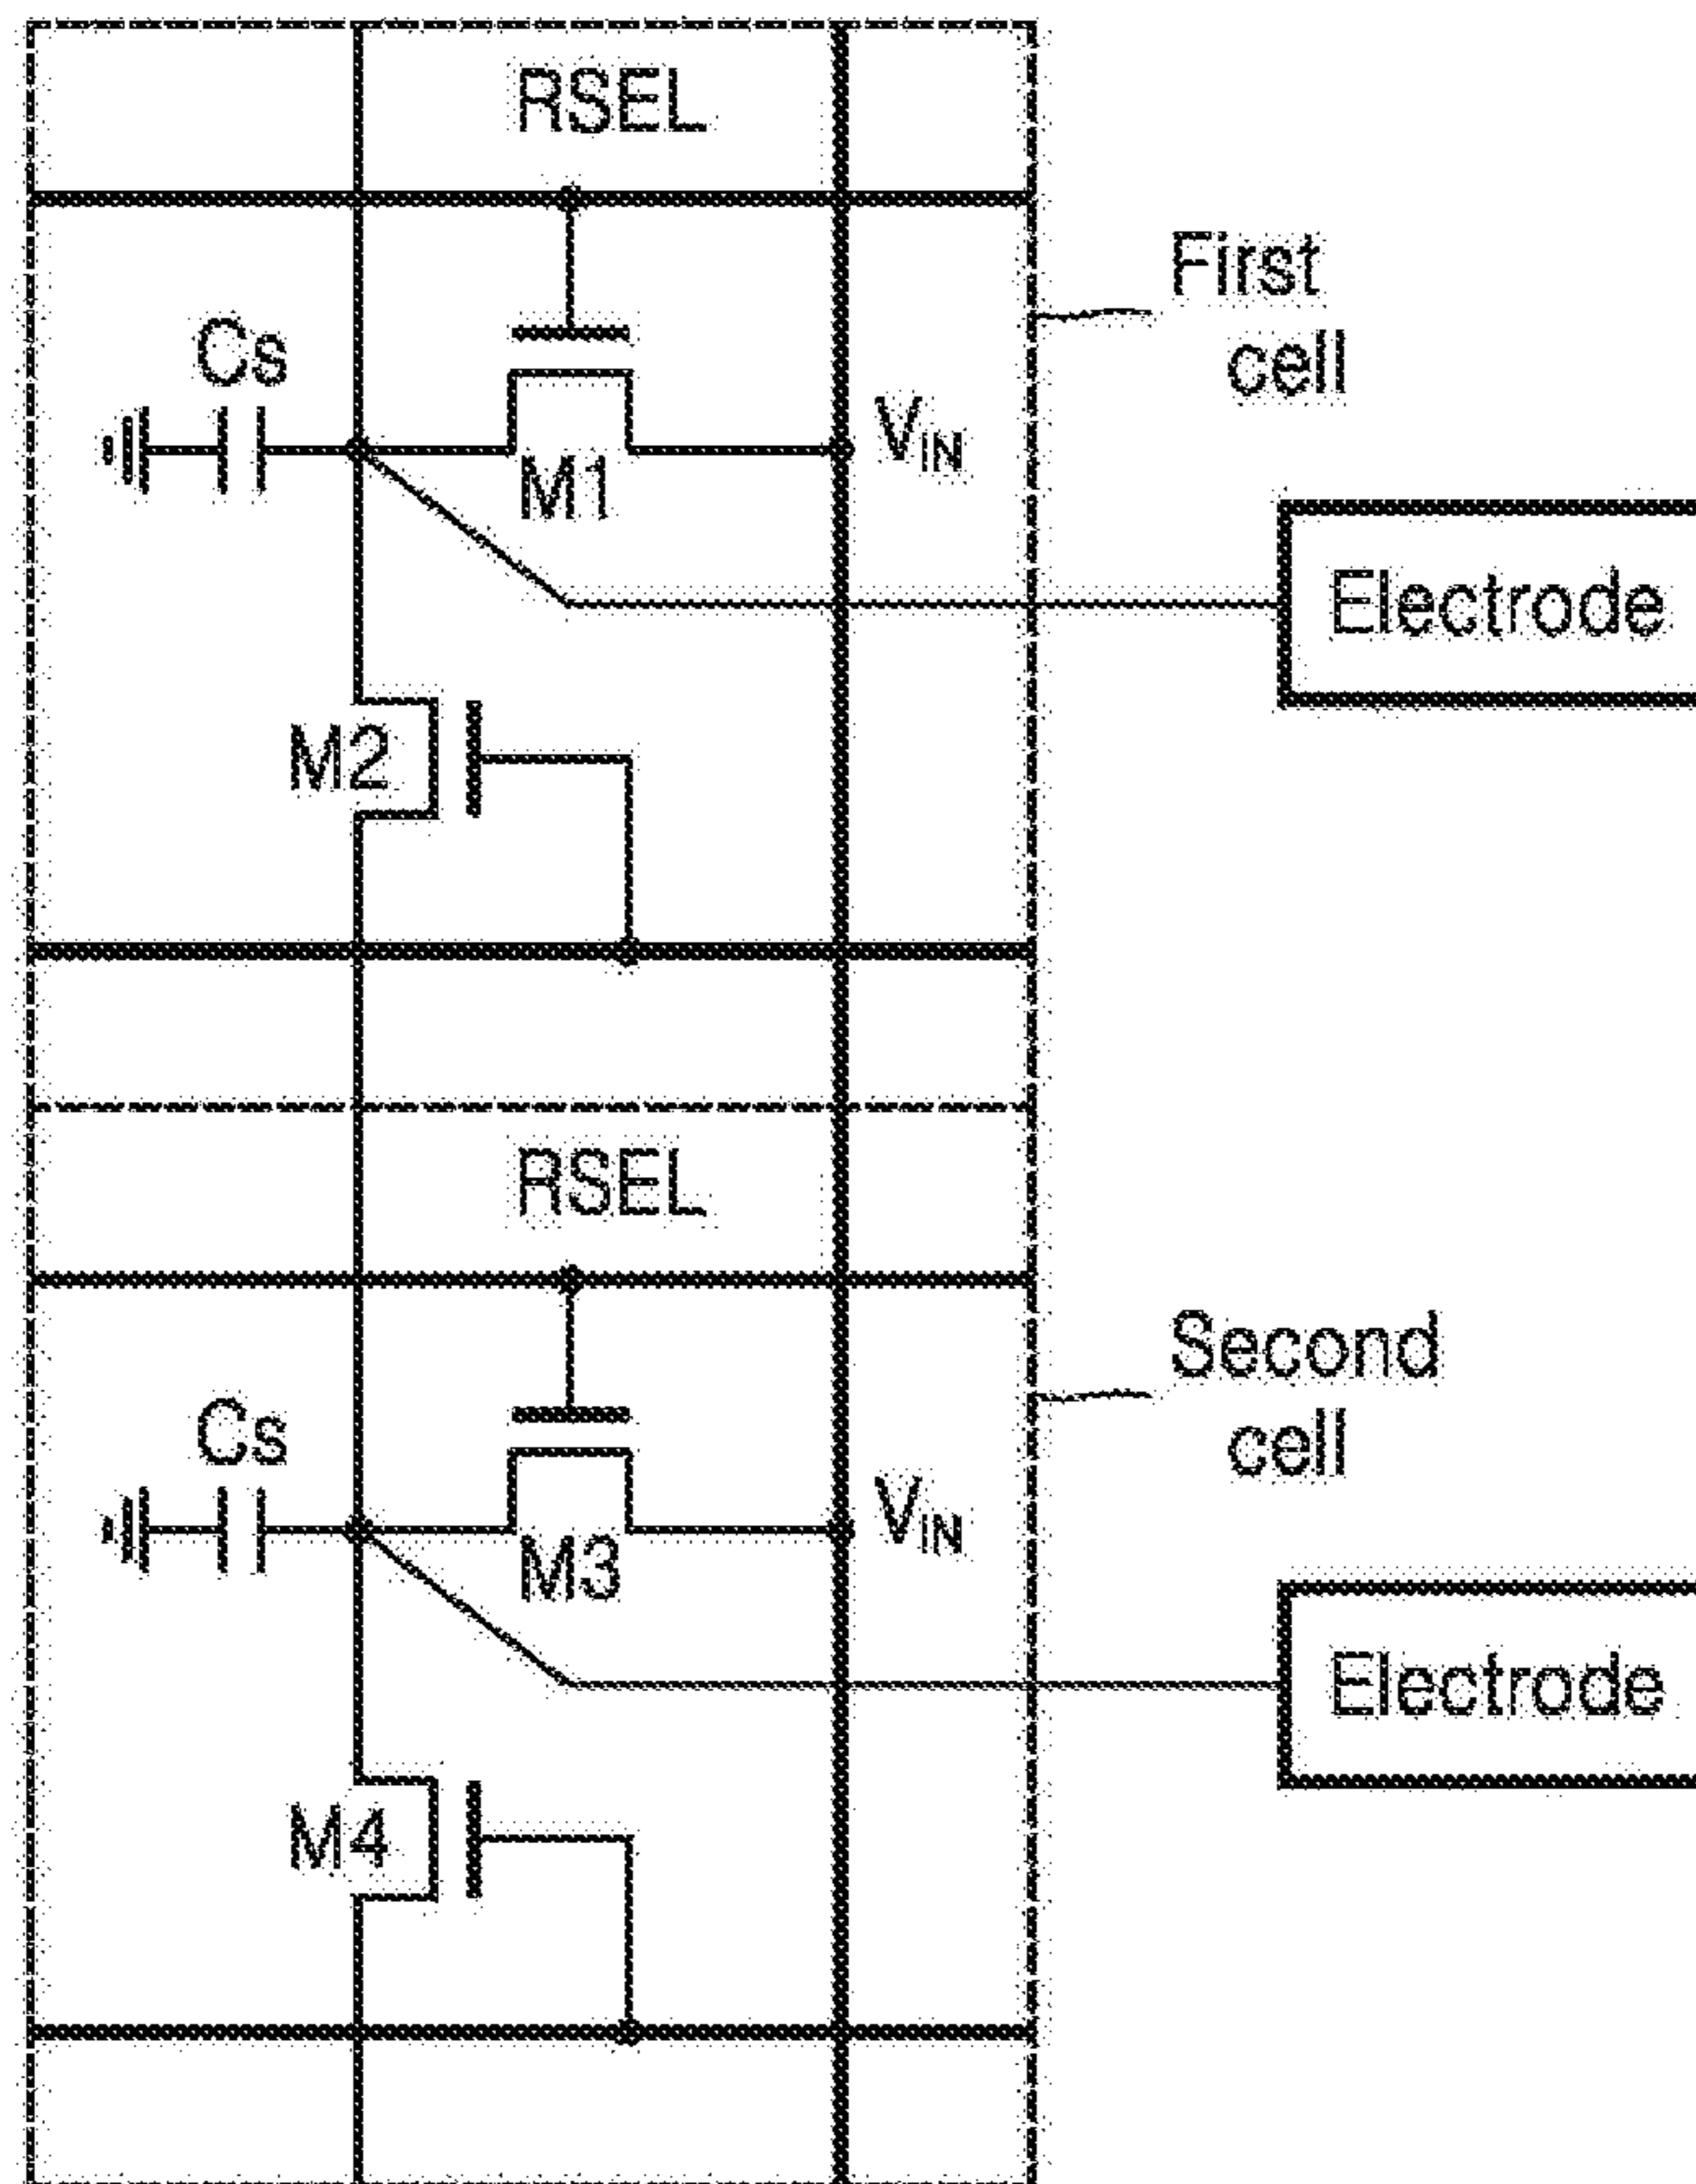 RSEL
First
cell
Cs
VIN
M1
Electrode
M2
RSEL
Second
cell
Cs
VIN
M3
Electrode
M4